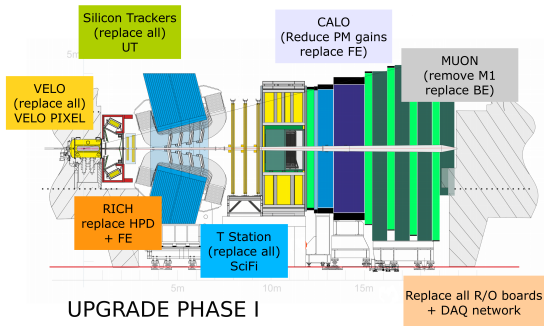 Silicon Trackers
(replace all)
UT
CALO
(Reduce PM gains
replace FE)
5m
MUON
(remove M1
replace BE)
VELO
(replace all)
VELO PIXEL
RICH
replace HPD
+ FE
T Station
(replace all)
SciFi
Replace all R/O boards
+ DAQ network
5m
10m
15m
UPGRADE PHASE I